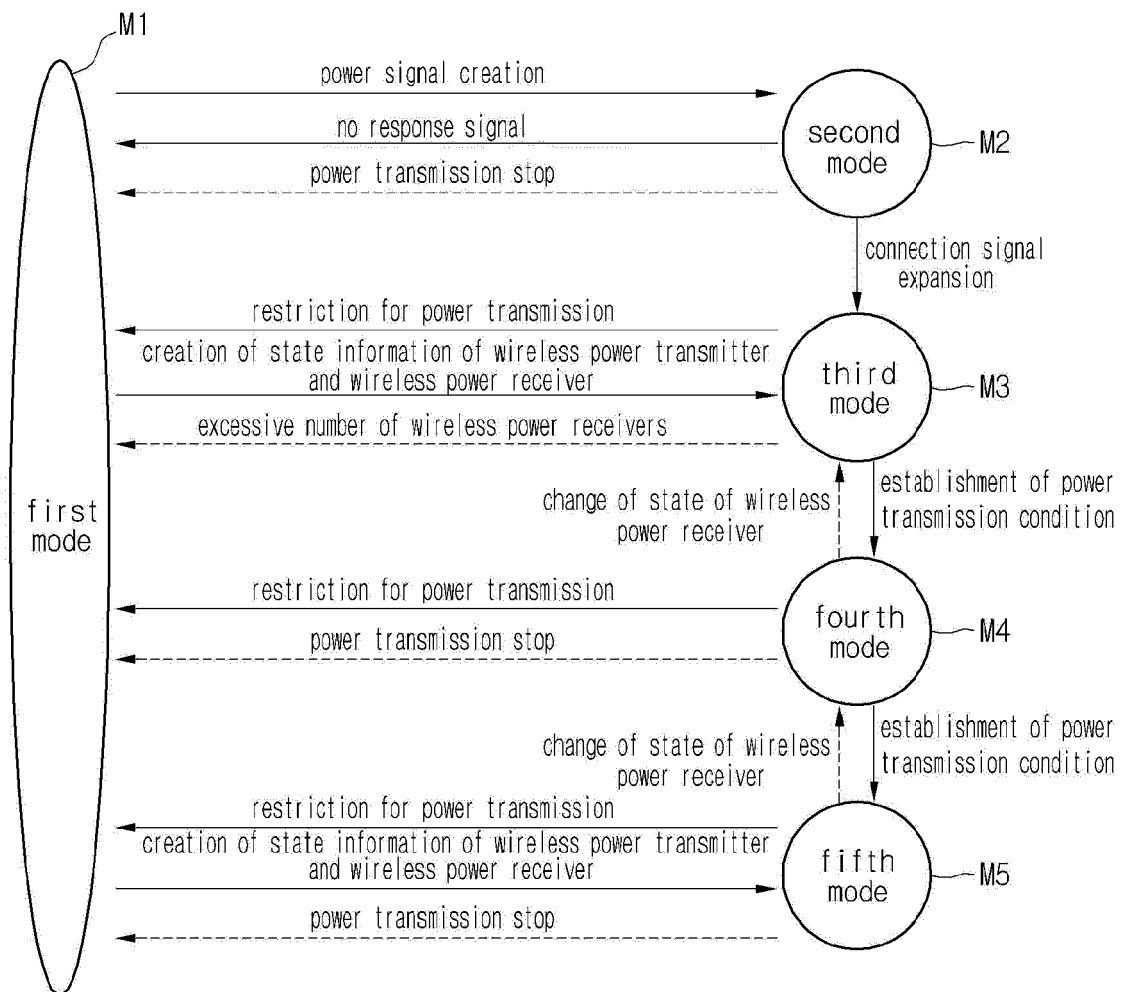 M1
power signal creation
no response signal
power transmission stop
second
mode
M2
connection signal
expansion
restriction for power transmission
creation of state information of wireless power transmitter
and wireless power receiver
excessive number of wireless power receivers
third
mode
M3
first
mode
change of state of wireless
power receiver
establishment of power
transmission condition
restriction for power transmission
power transmission stop
fourth
mode
M4
change of state of wireless
power receiver
establishment of power
transmission condition
restriction for power transmission
creation of state information of wireless power transmitter
and wireless power receiver
power transmission stop
fifth
mode
M5